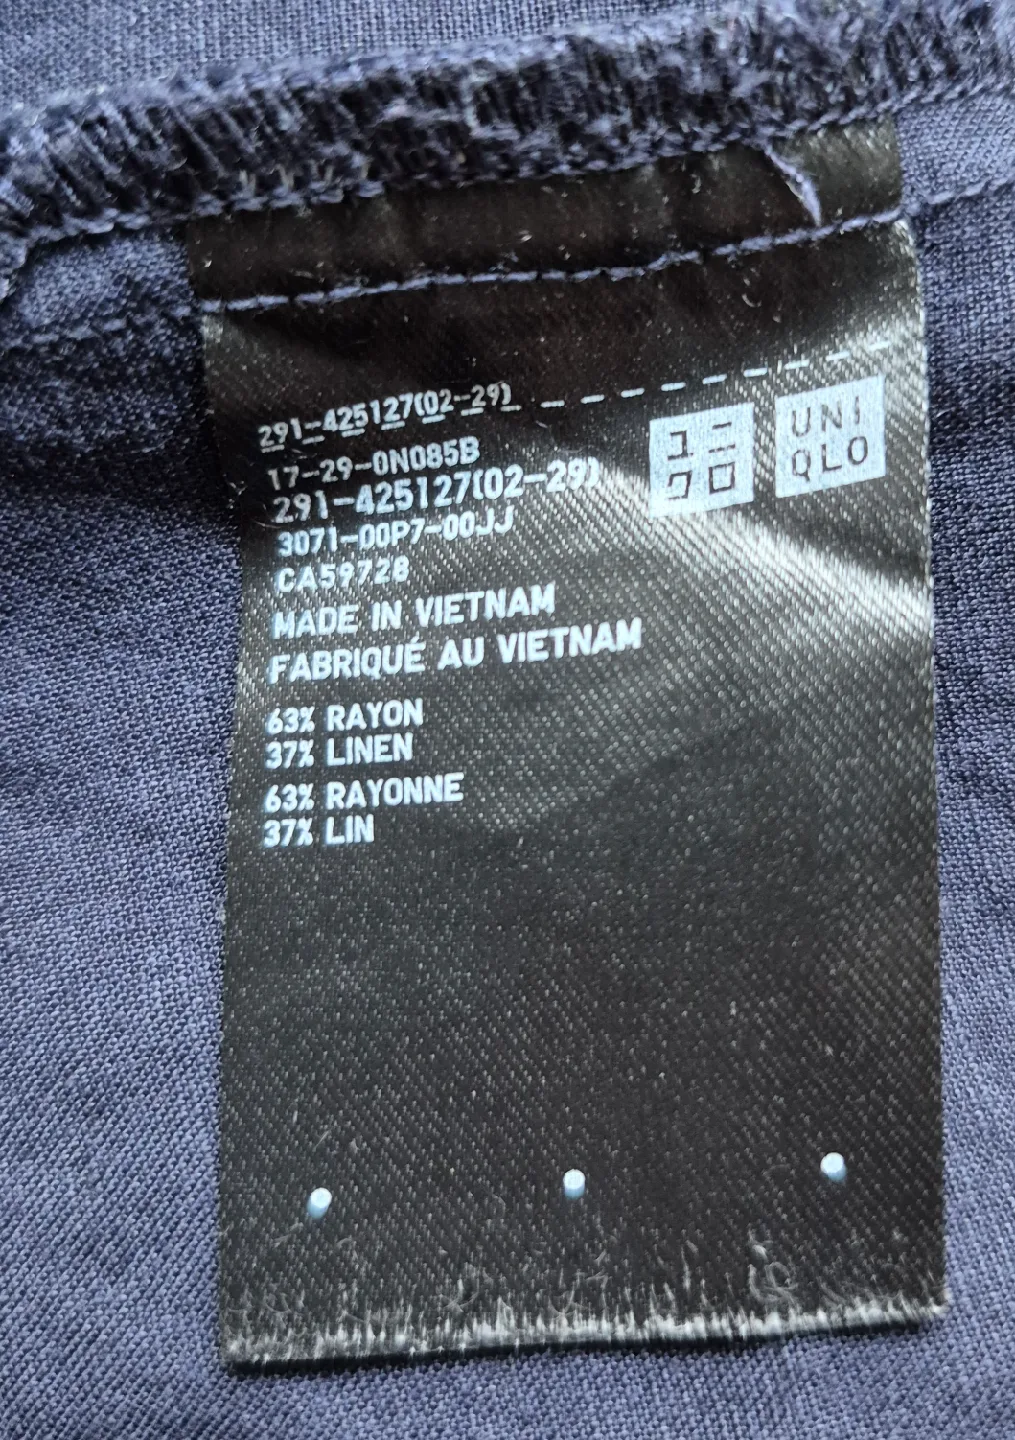 291-425127(02-29)
ユニ
クロ
UNI
QLO
17-29-0N085B
291-425127(02-29)
3071-00P7-00JJ
CA59728
MADE IN VIETNAM
FABRIQUÉ AU VIETNAM
63% RAYON
37% LINEN
63% RAYONNE
37% LIN